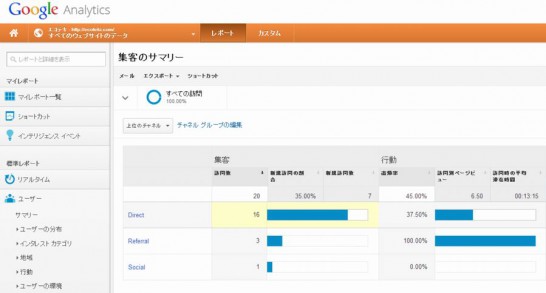 Google Analytics
すべてのウェブサイトのデータ
レポート
カスタム
レポートと詳細を表示
集客のサマリー
メール エクスポート ショートカット
マイレポート
マイレポート一覧
すべての訪問
100.00%
ショートカット
上位のチャネル チャネル グループの編集
インテリジェンス イベント
集客 行動
標準レポート
訪問数 新規訪問の割合 新規訪問数 直帰率 訪問別ページビュー 訪問時の平均滞在時間
リアルタイム
20 35.00% 7 45.00% 6.50 00:13:15
ユーザー
Direct 16 37.50%
サマリー
ユーザーの分布
Referral 3 100.00%
インタレスト カテゴリ
地域
Social 1 0.00%
行動
ユーザーの環境